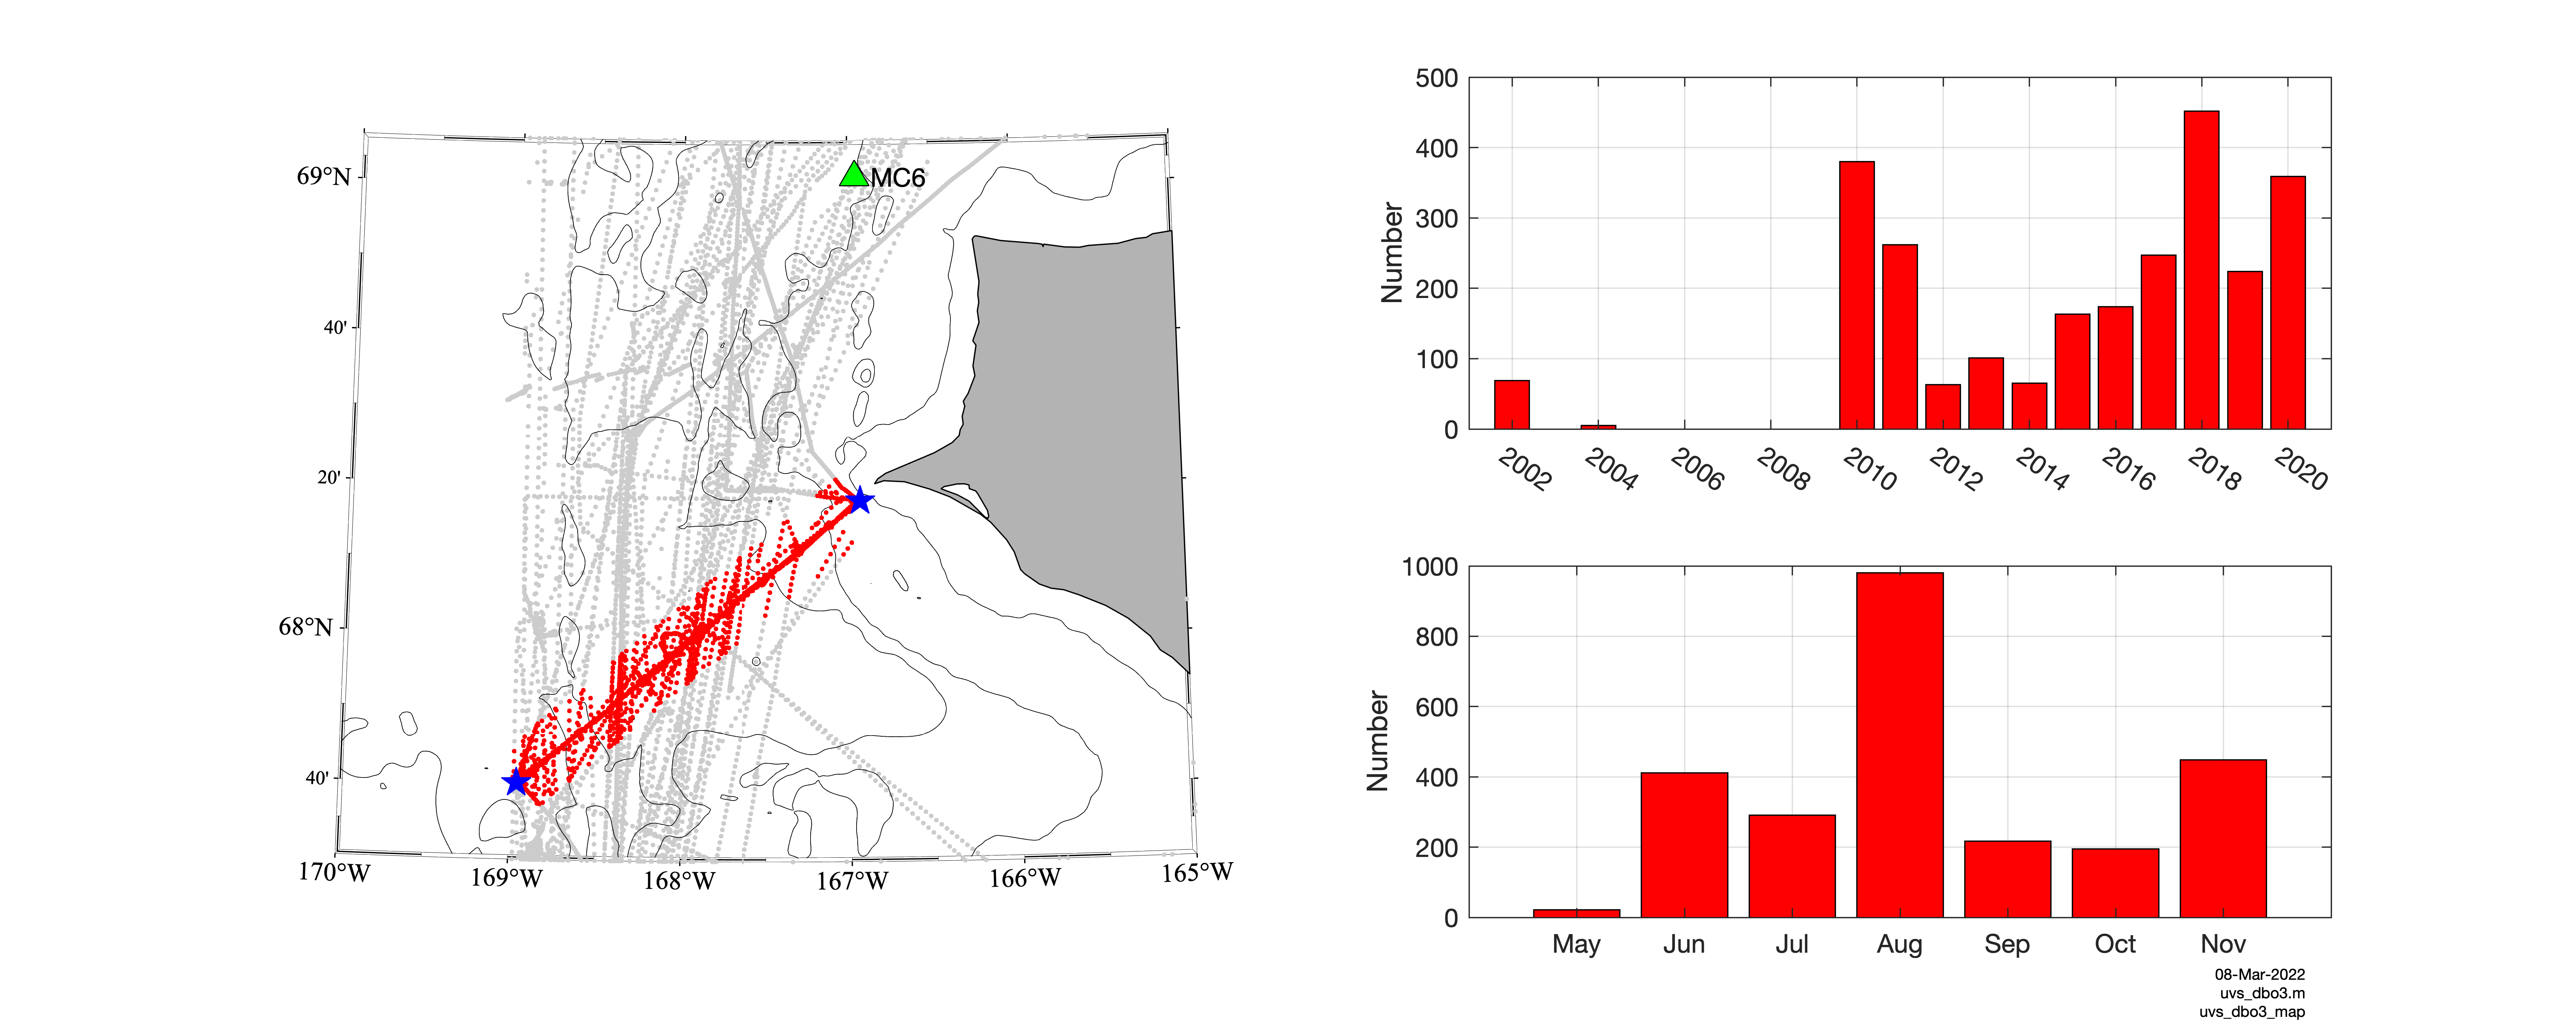 69°N
40'
20'
68°N
40'
170°W 169°W 168°W 167°W 166°W 165°W
MC6
Number
500
400
300
200
100
0
2002 2004 2006 2008 2010 2012 2014 2016 2018 2020
Number
1000
800
600
400
200
0
May Jun Jul Aug Sep Oct Nov
08-Mar-2022
uvs_dbo3.m
uvs_dbo3_map